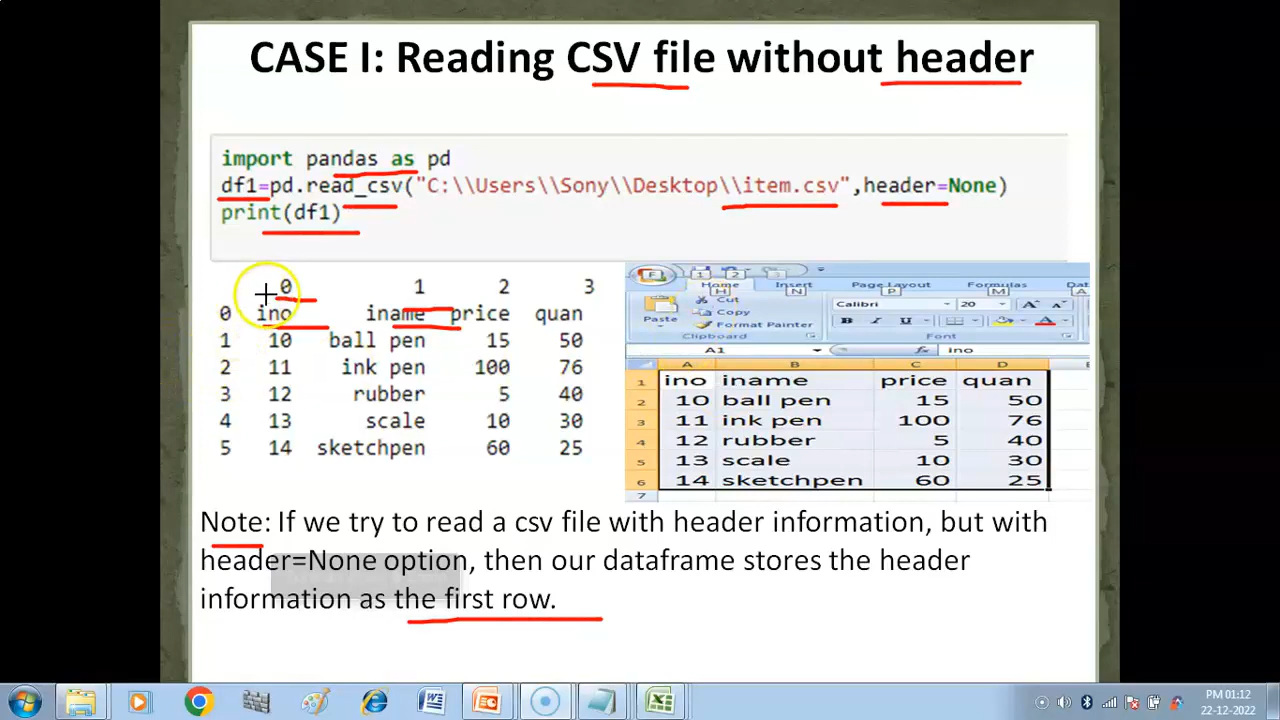 CASE I: Reading CSV file without header
import pandas as pd
df1=pd.read_csv("C:\\Users\\Sony\\Desktop\\item.csv",header=None)
print(df1)
0 1 2 3
0 ino iname price quan
1 10 ball pen 15 50
2 11 ink pen 100 76
3 12 rubber 5 40
4 13 scale 10 30
5 14 sketchpen 60 25
F 1 2 3
Home Insert Page Layout Formulas Dat
H N P M A
Cut
Copy
Format Painter
Paste
Calibri 20 A A
B I U A
Clipboard Font
A1 fx ino
A B C D
1 ino iname price quan
2 10 ball pen 15 50
3 11 ink pen 100 76
4 12 rubber 5 40
5 13 scale 10 30
6 14 sketchpen 60 25
7
Note: If we try to read a csv file with header information, but with
header=None option, then our dataframe stores the header
information as the first row.
PM 01:12
22-12-2022